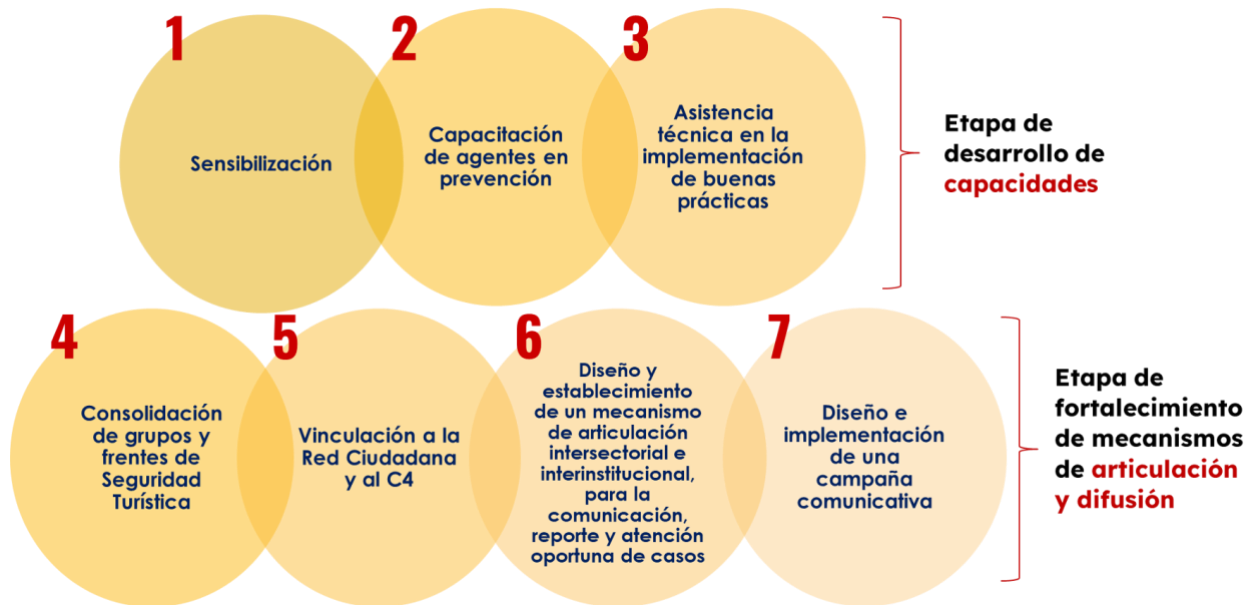 1
Sensibilización
2
Capacitación
de agentes en
prevención
3
Asistencia
técnica en la
implementación
de buenas
prácticas
Etapa de
desarrollo de
capacidades
4
Consolidación
de grupos y
frentes de
Seguridad
Turística
5
Vinculación a la
Red Ciudadana
y al C4
6
Diseño y
establecimiento
de un mecanismo
de articulación
intersectorial e
interinstitucional,
para la
comunicación,
reporte y atención
oportuna de casos
7
Diseño e
implementación
de una
campaña
comunicativa
Etapa de
fortalecimiento
de mecanismos
de articulación
y difusión